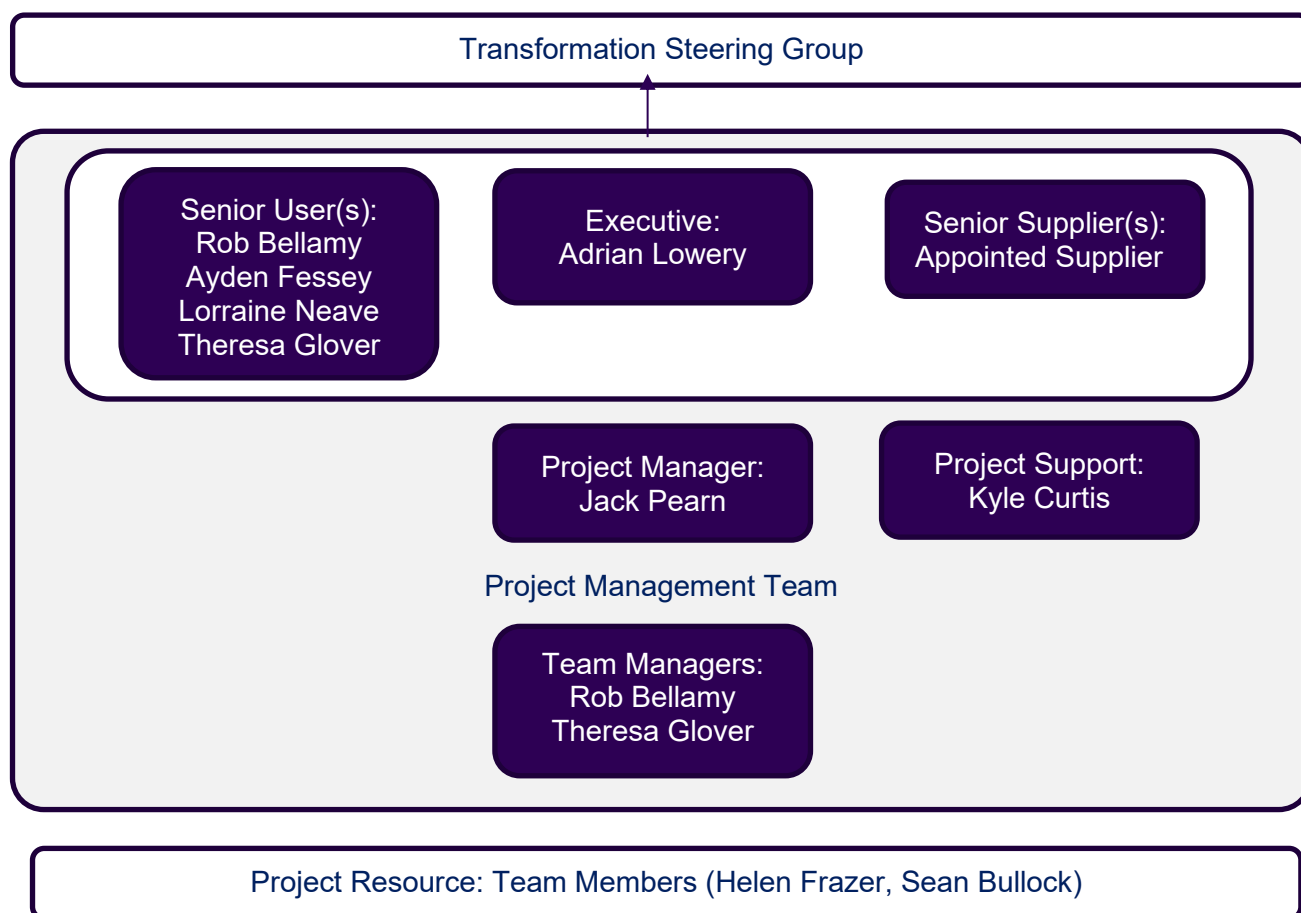 Transformation Steering Group
Senior User(s):
Rob Bellamy
Ayden Fessey
Lorraine Neave
Theresa Glover
Executive:
Adrian Lowery
Senior Supplier(s):
Appointed Supplier
Project Manager:
Jack Pearn
Project Support:
Kyle Curtis
Project Management Team
Team Managers:
Rob Bellamy
Theresa Glover
Project Resource: Team Members (Helen Frazer, Sean Bullock)